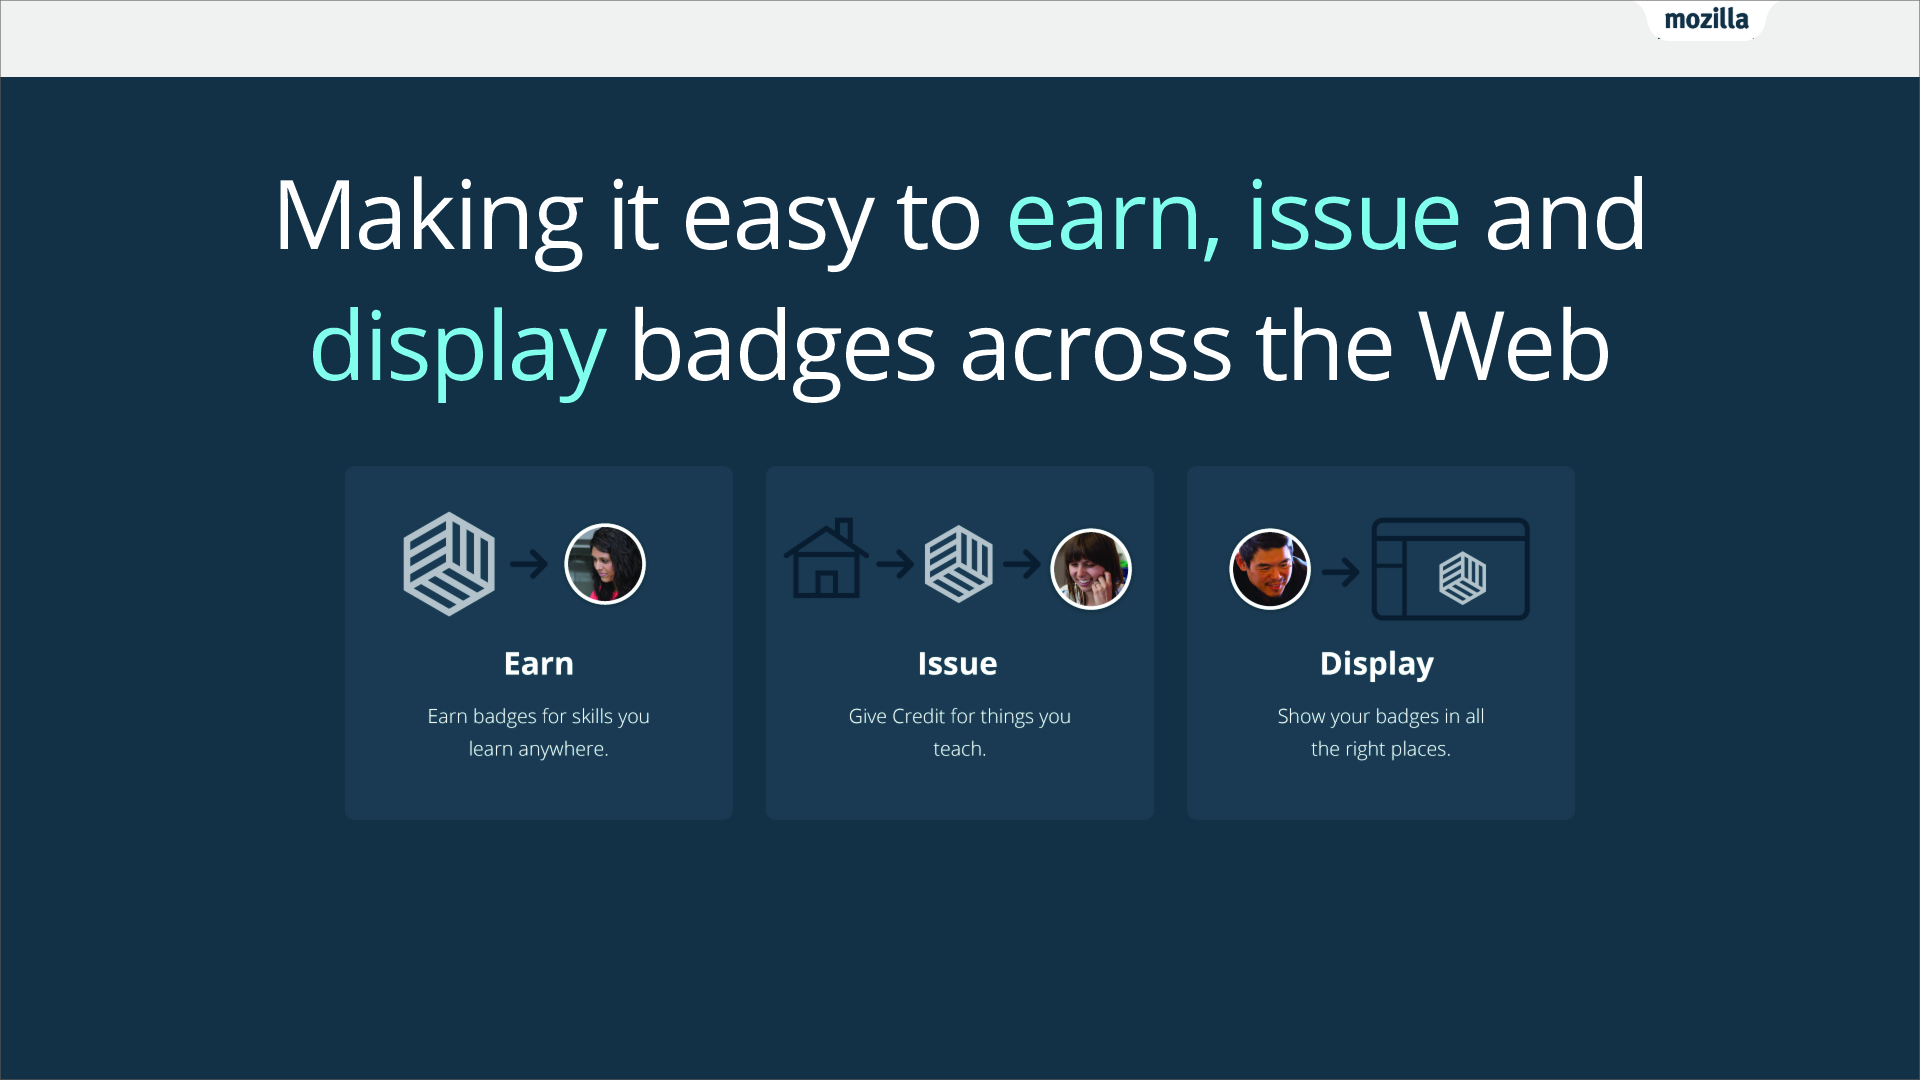 mozilla
Making it easy to earn, issue and
display badges across the Web
Earn
Earn badges for skills you
learn anywhere.
Issue
Give Credit for things you
teach.
Display
Show your badges in all
the right places.